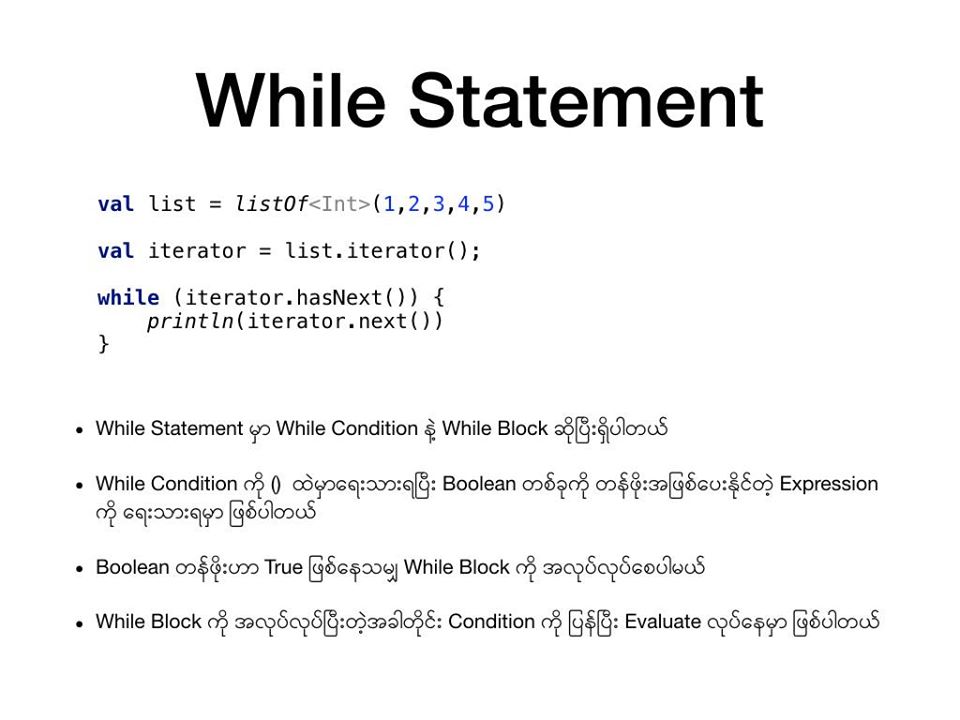 While Statement
val list = listOf<Int>(1,2,3,4,5)
val iterator = list.iterator();
while (iterator.hasNext()) {
    println(iterator.next())
}
• While Statement မှာ While Condition နဲ့ While Block ဆိုပြီးရှိပါတယ်
• While Condition ကို () ထဲမှာရေးသားရပြီး Boolean တစ်ခုကို တန်ဖိုးအဖြစ်ပေးနိုင်တဲ့ Expression
ကို ရေးသားရမှာ ဖြစ်ပါတယ်
• Boolean တန်ဖိုးဟာ True ဖြစ်နေသမျှ While Block ကို အလုပ်လုပ်စေပါမယ်
• While Block ကို အလုပ်လုပ်ပြီးတဲ့အခါတိုင်း Condition ကို ပြန်ပြီး Evaluate လုပ်နေမှာ ဖြစ်ပါတယ်